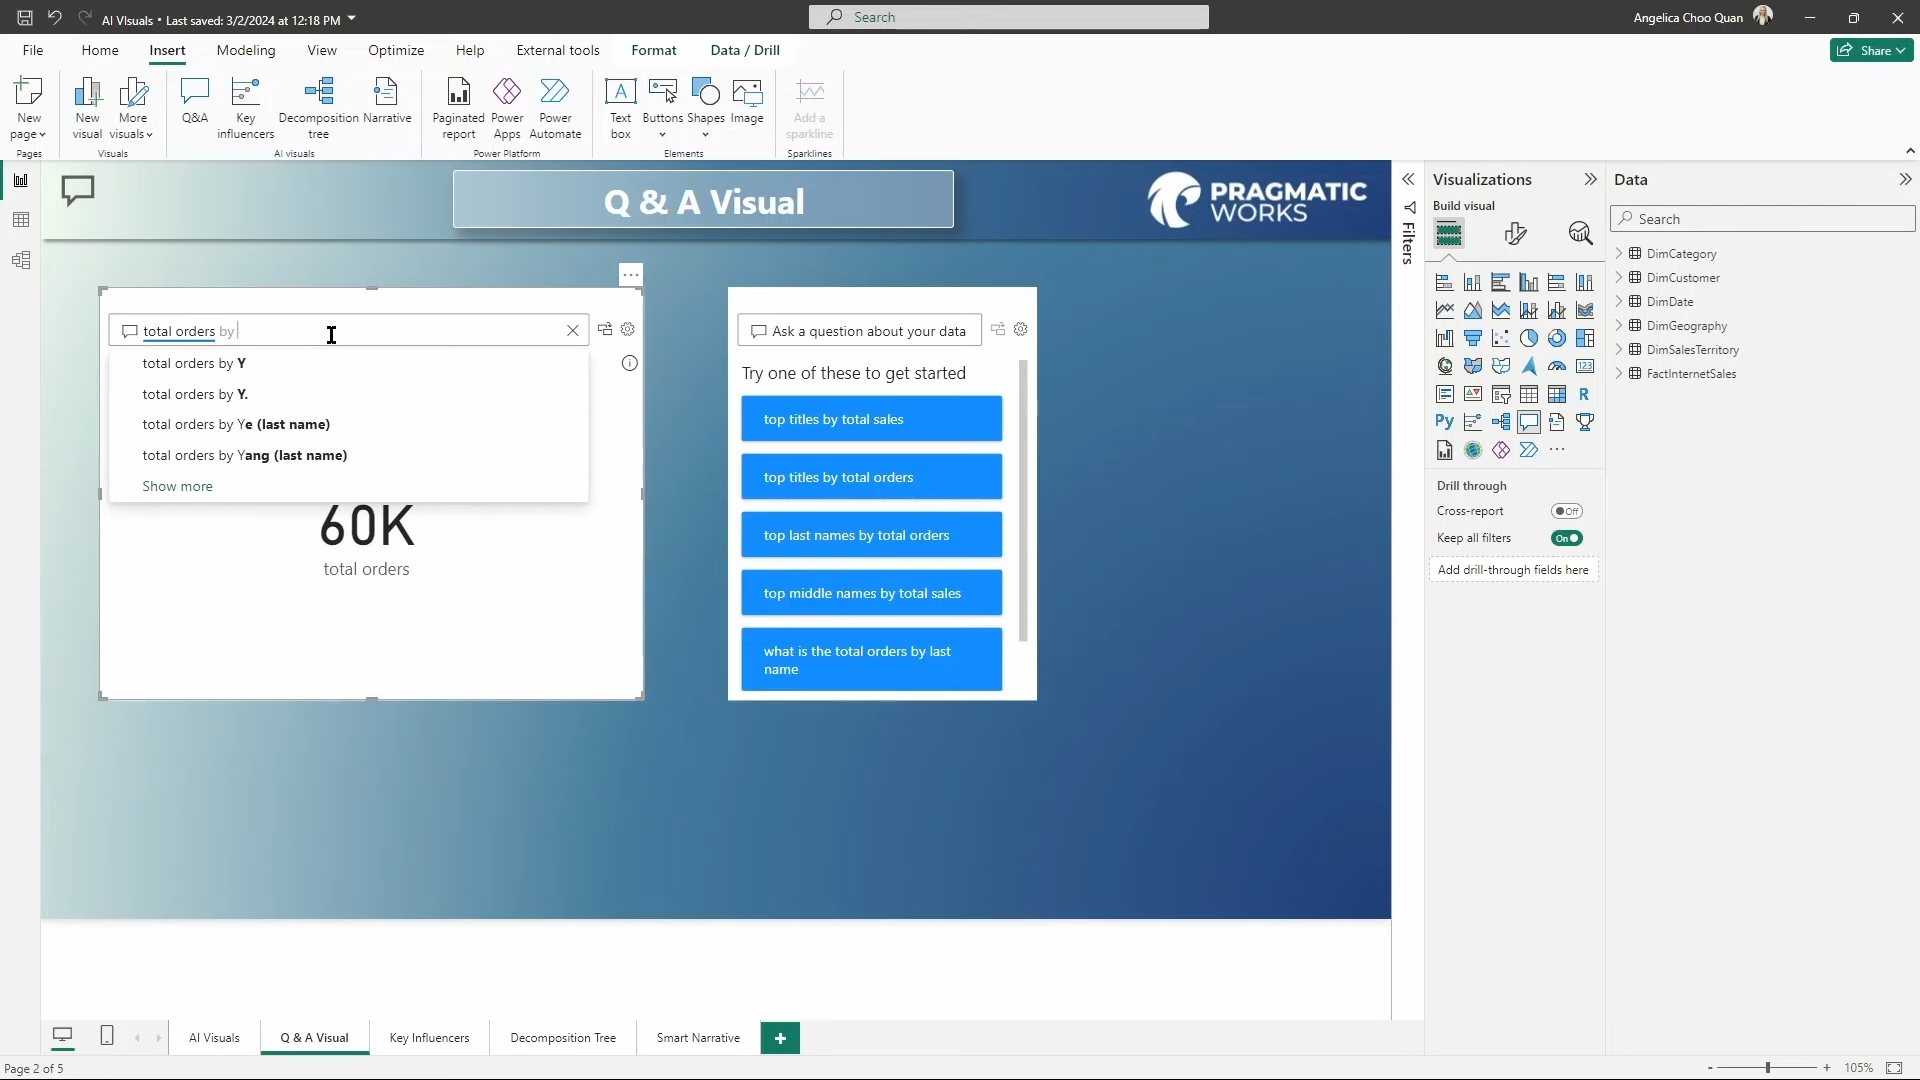 AI VIsuals • Last saved: 3/2/2024 at 12:18 PM
Search
Angelica Choo Quan
File
Home
Insert
Modeling
View
Optimize
Help
External tools
Format
Data / Drill
Share
New page
New visual
More visuals
Q&A
Key influencers
Decomposition tree
Narrative
Paginated report
Power Apps
Power Automate
Text box
Buttons
Shapes
Image
Add a sparkline
Pages
Visuals
AI visuals
Power Platform
Elements
Sparklines
Q & A Visual
PRAGMATIC
WORKS
total orders by
total orders by Y
total orders by Y.
total orders by Ye (last name)
total orders by Yang (last name)
Show more
60K
total orders
Ask a question about your data
Try one of these to get started
top titles by total sales
top titles by total orders
top last names by total orders
top middle names by total sales
what is the total orders by last
name
Filters
Visualizations
Build visual
123
R
Py
Drill through
Cross-report
Off
Keep all filters
On
Add drill-through fields here
Data
Search
DimCategory
DimCustomer
DimDate
DimGeography
DimSalesTerritory
FactInternetSales
AI Visuals
Q & A Visual
Key Influencers
Decomposition Tree
Smart Narrative
Page 2 of 5
105%